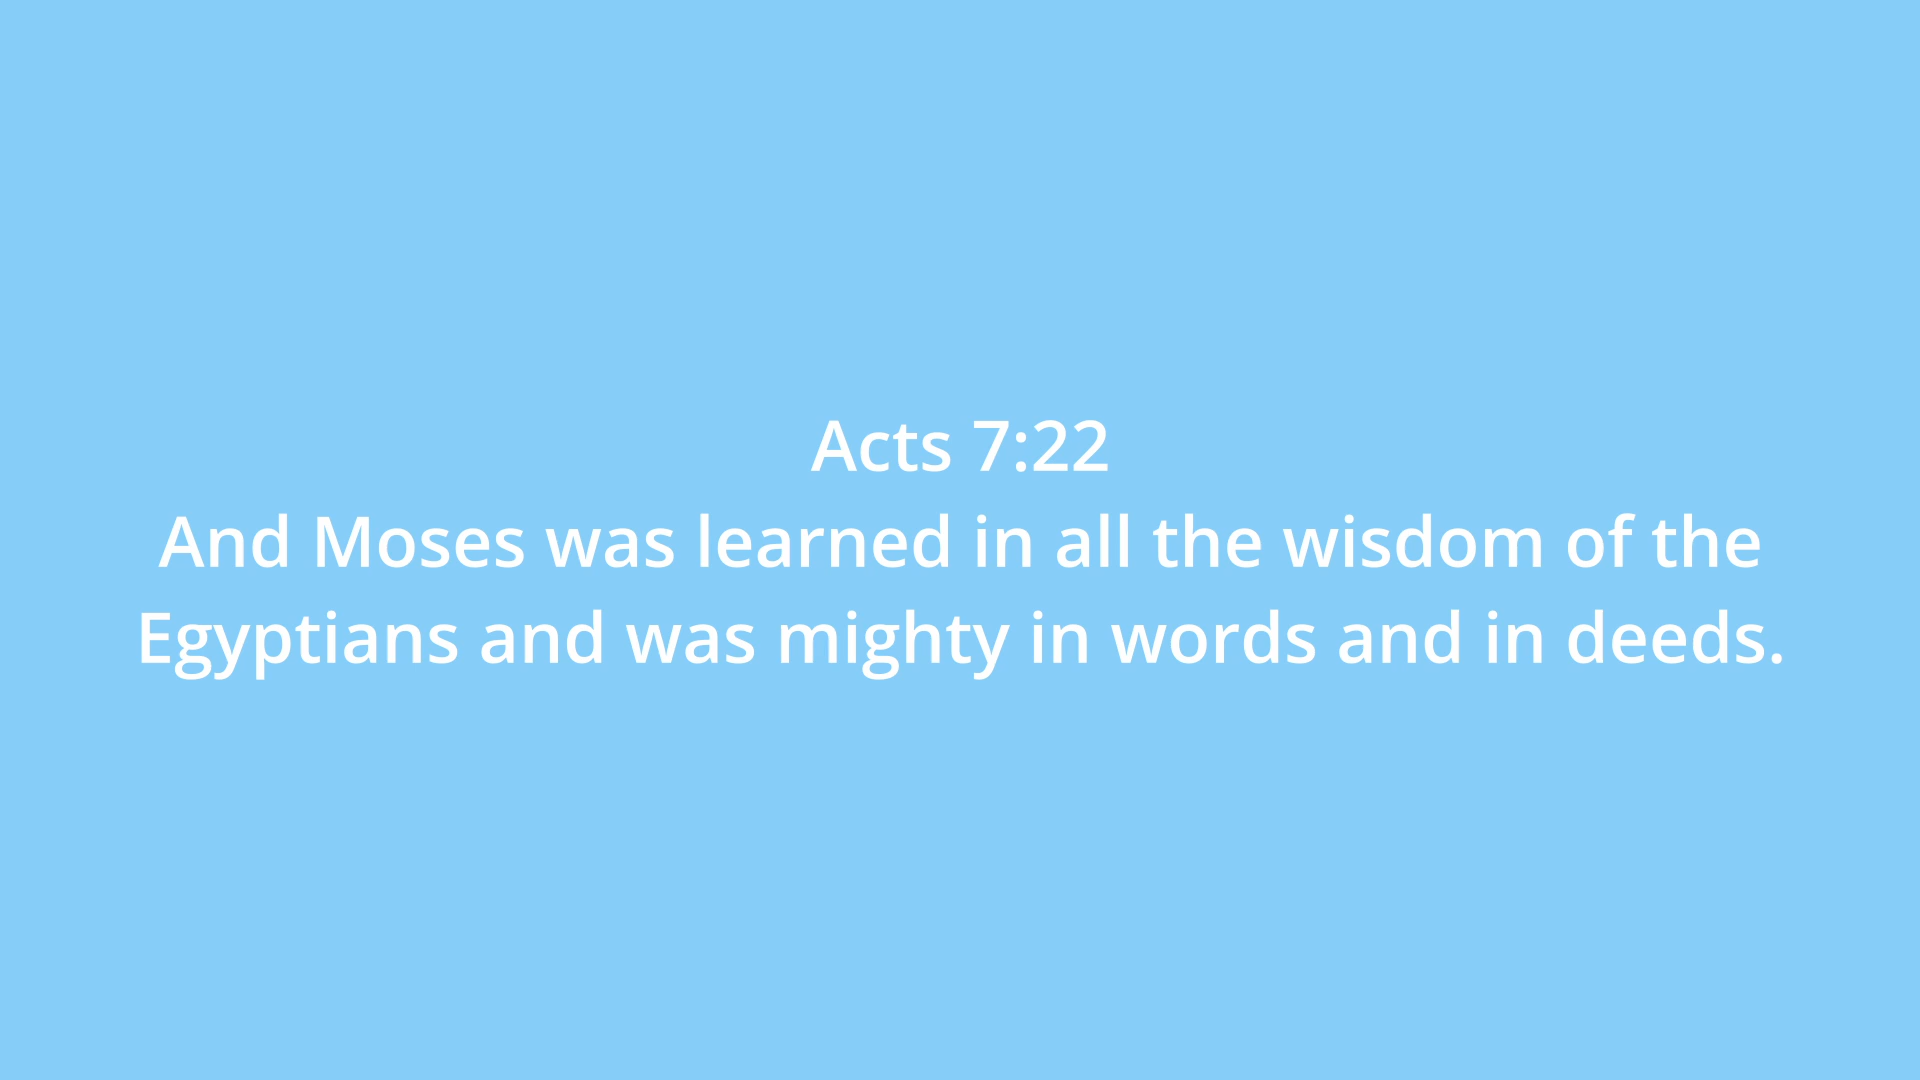 Acts 7:22
And Moses was learned in all the wisdom of the
Egyptians and was mighty in words and in deeds.